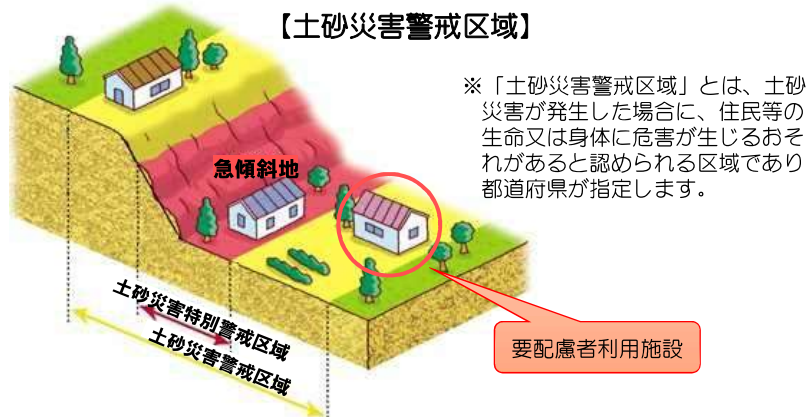 【土砂災害警戒区域】
※「土砂災害警戒区域」とは、土砂
災害が発生した場合に、住民等の
生命又は身体に危害が生じるおそ
れがあると認められる区域であり
都道府県が指定します。
急傾斜地
土砂災害特別警戒区域
土砂災害警戒区域
要配慮者利用施設